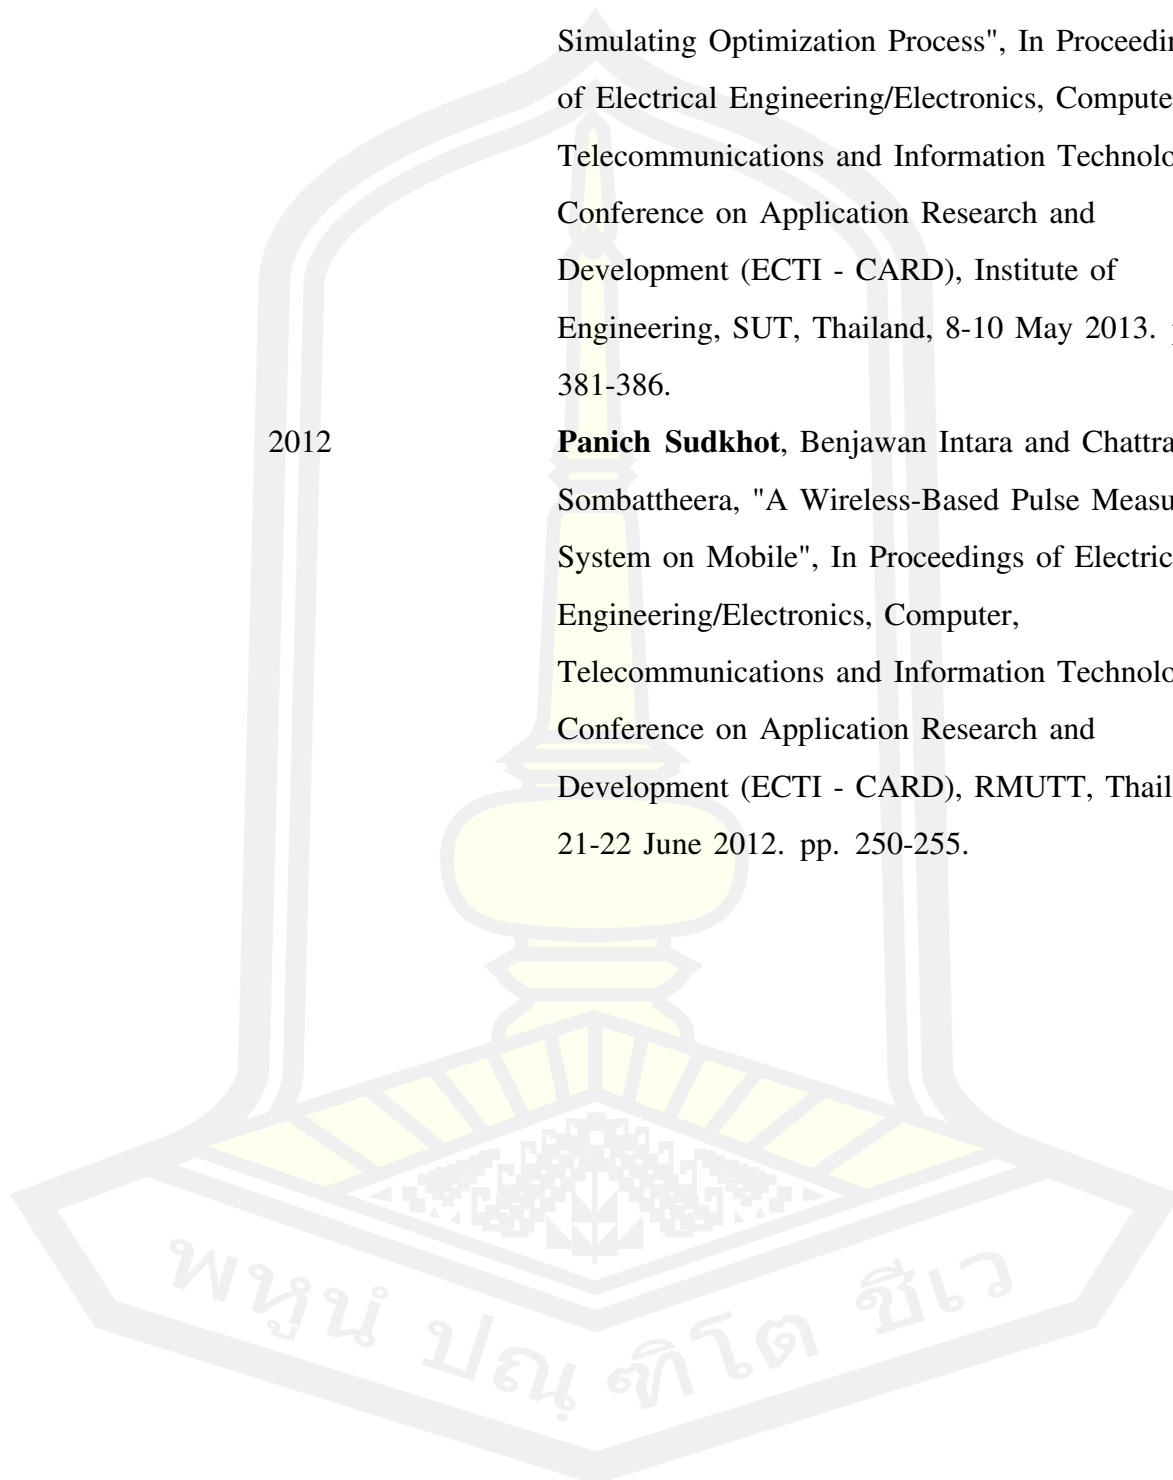 Simulating Optimization Process", In Proceedin
of Electrical Engineering/Electronics, Compute
Telecommunications and Information Technolo
Conference on Application Research and
Development (ECTI - CARD), Institute of
Engineering, SUT, Thailand, 8-10 May 2013.
381-386.
2012 Panich Sudkhot, Benjawan Intara and Chattra
Sombattheera, "A Wireless-Based Pulse Measu
System on Mobile", In Proceedings of Electric
Engineering/Electronics, Computer,
Telecommunications and Information Technolo
Conference on Application Research and
Development (ECTI - CARD), RMUTT, Thail
21-22 June 2012. pp. 250-255.
พหูนํ ปณฺ ฑิโต ชีเว